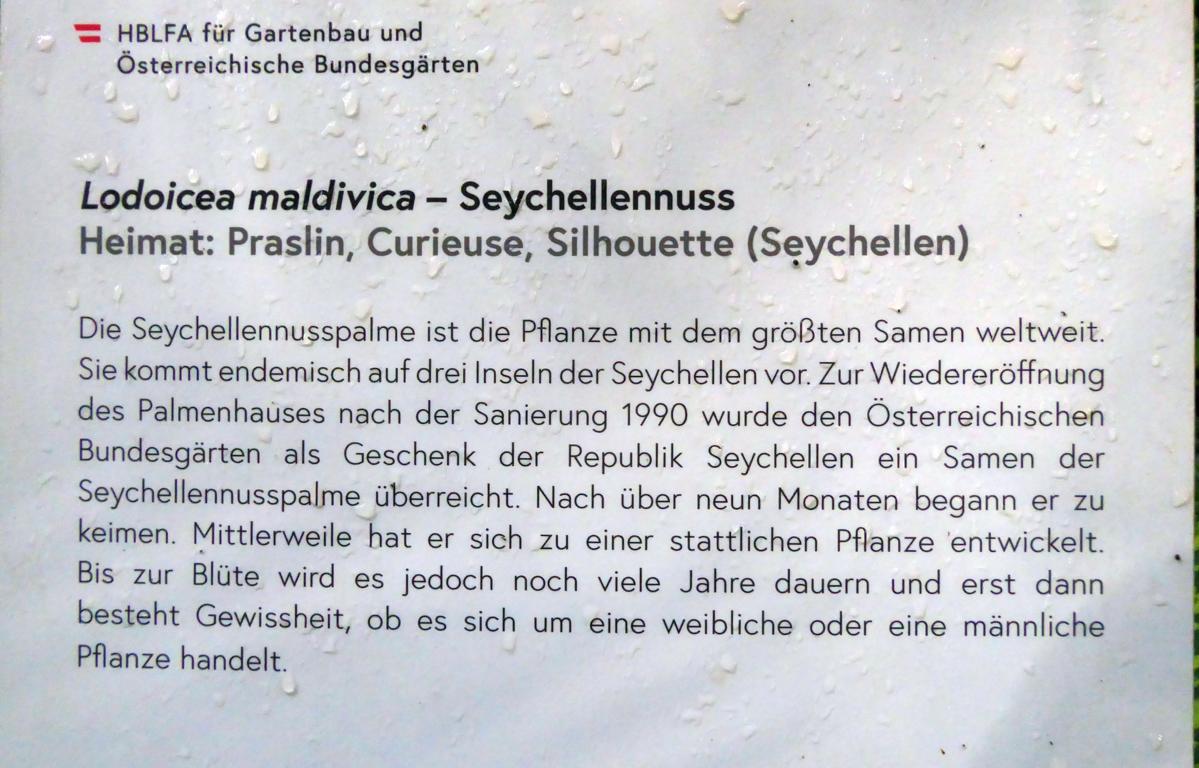 HBLFA für Gartenbau und
Österreichische Bundesgärten
Lodoicea maldivica – Seychellennuss
Heimat: Praslin, Curieuse, Silhouette (Seychellen)
Die Seychellennusspalme ist die Pflanze mit dem größten Samen weltweit.
Sie kommt endemisch auf drei Inseln der Seychellen vor. Zur Wiedereröffnung
des Palmenhauses nach der Sanierung 1990 wurde den Österreichischen
Bundesgärten als Geschenk der Republik Seychellen ein Samen der
Seychellennusspalme überreicht. Nach über neun Monaten begann er zu
keimen. Mittlerweile hat er sich zu einer stattlichen Pflanze entwickelt.
Bis zur Blüte wird es jedoch noch viele Jahre dauern und erst dann
besteht Gewissheit, ob es sich um eine weibliche oder eine männliche
Pflanze handelt.